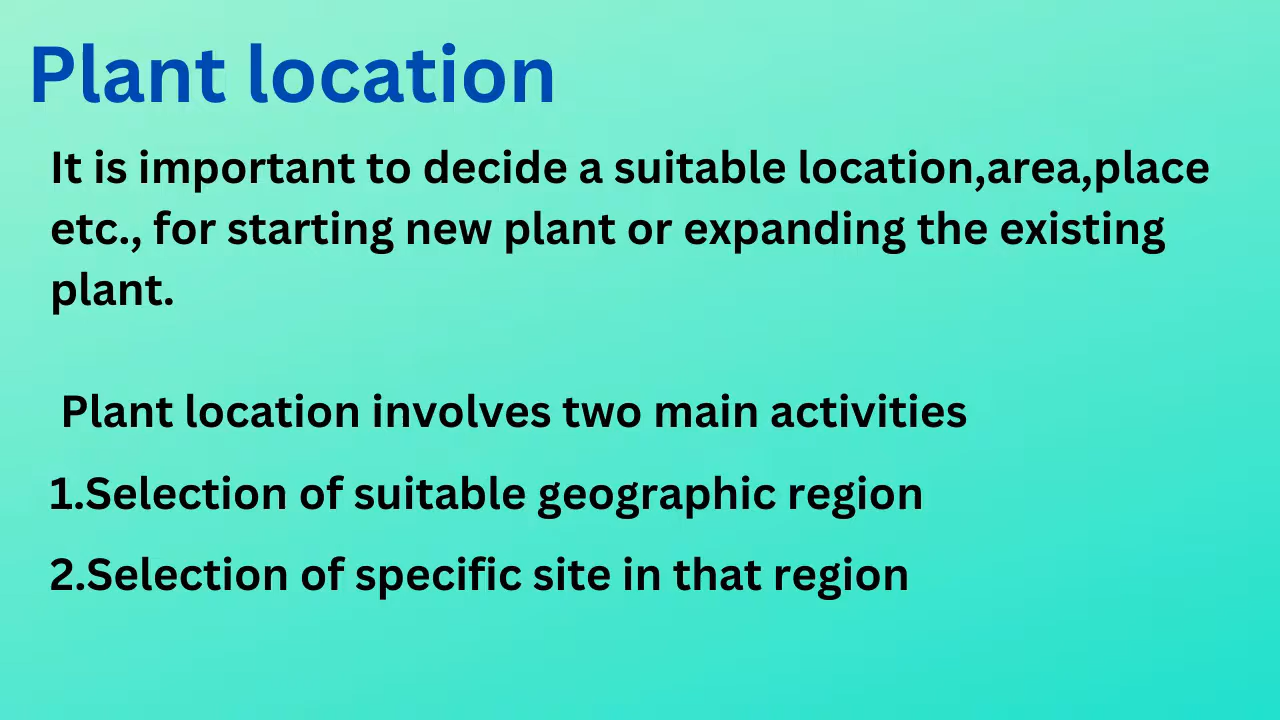 Plant location
It is important to decide a suitable location,area,place
etc., for starting new plant or expanding the existing
plant.
Plant location involves two main activities
1.Selection of suitable geographic region
2.Selection of specific site in that region